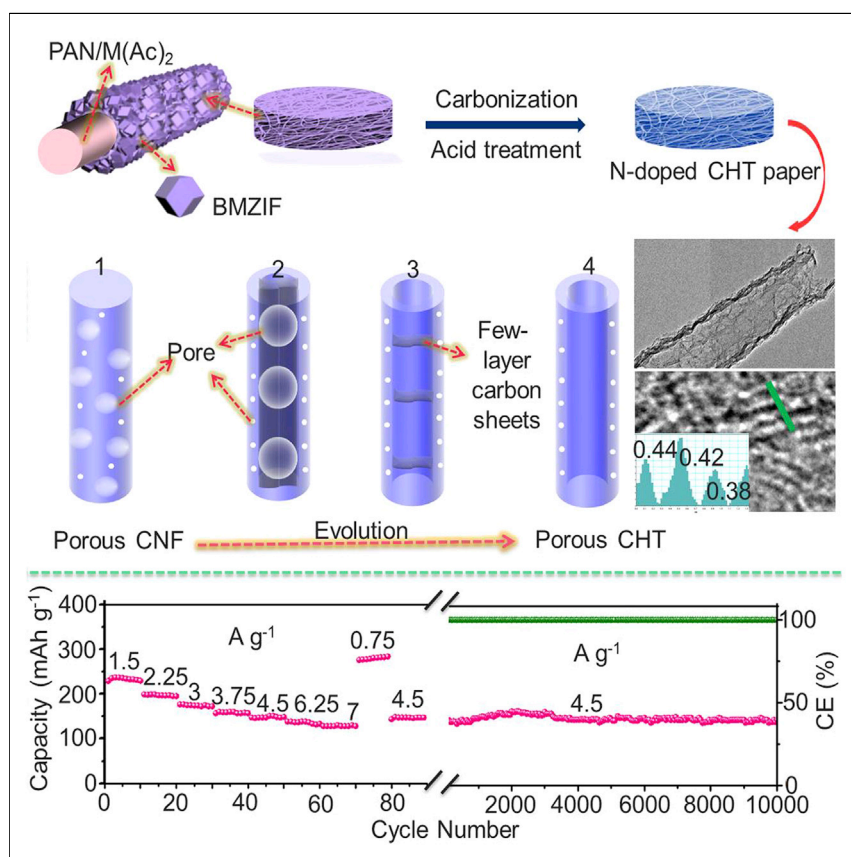 PAN/M(Ac)₂
BMZIF
Carbonization
Acid treatment
N-doped CHT paper
1
2
3
4
Pore
Few-
layer
carbon
sheets
0.44
0.42
0.38
Porous CNF
Evolution
Porous CHT
Capacity (mAh g⁻¹)
400
300
200
100
0
A g⁻¹
1.5
2.25
3
3.75
4.5
6.25
7
0.75
4.5
A g⁻¹
4.5
100
50
0
CE (%)
0
20
40
60
80
2000
4000
6000
8000
10000
Cycle Number